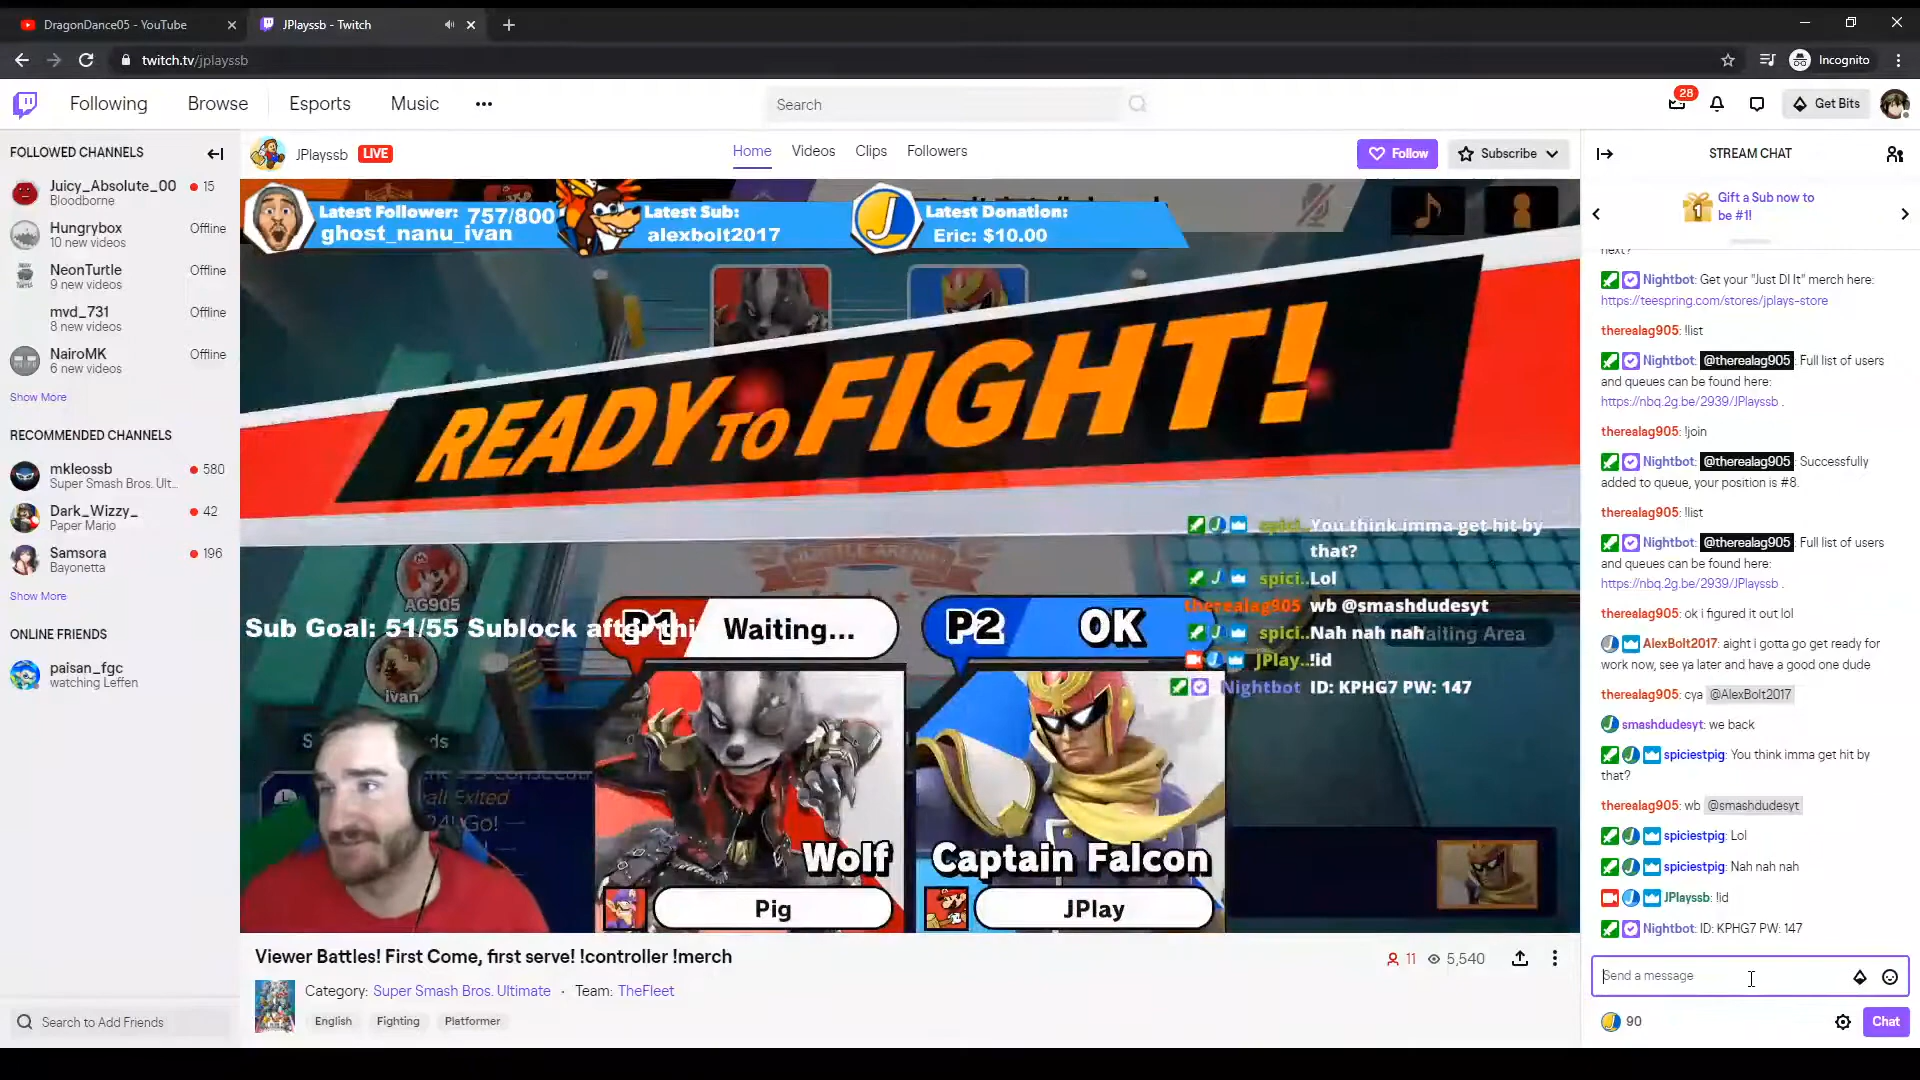 DragonDance05 - YouTube
JPlayssb - Twitch
twitch.tv/jplayssb
Incognito
Following
Browse
Esports
Music
Search
28
Get Bits
FOLLOWED CHANNELS
Juicy_Absolute_00
15
Bloodborne
Hungrybox
Offline
10 new videos
NeonTurtle
Offline
9 new videos
mvd_731
Offline
8 new videos
NairoMK
Offline
6 new videos
Show More
RECOMMENDED CHANNELS
mkleossb
580
Super Smash Bros. Ult...
Dark_Wizzy_
42
Paper Mario
Samsora
196
Bayonetta
Show More
ONLINE FRIENDS
paisan_fgc
watching Leffen
Search to Add Friends
JPlayssb
LIVE
Home
Videos
Clips
Followers
Follow
Subscribe
Latest Follower: 757/800
ghost_nanu_ivan
Latest Sub:
alexbolt2017
Latest Donation:
Eric: $10.00
READY TO FIGHT!
spici.. You think imma get hit by
that?
spici.. Lol
therealag905 wb @smashdudesyt
spici.. Nah nah nah
JPlay.. !id
Nightbot ID: KPHG7 PW: 147
Waiting Area
AG905
Sub Goal: 51/55 Sublock after thi
P1
Waiting...
P2
OK
ivan
Exited
Go!
Wolf
Captain Falcon
Pig
JPlay
Viewer Battles! First Come, first serve! !controller !merch
11
5,540
Category: Super Smash Bros. Ultimate · Team: TheFleet
English
Fighting
Platformer
STREAM CHAT
1
Gift a Sub now to
be #1!
next?
Nightbot: Get your "Just DI It" merch here:
https://teespring.com/stores/jplays-store
therealag905: !list
Nightbot: @therealag905: Full list of users
and queues can be found here:
https://nbq.2g.be/2939/JPlayssb .
therealag905: !join
Nightbot: @therealag905: Successfully
added to queue, your position is #8.
therealag905: !list
Nightbot: @therealag905: Full list of users
and queues can be found here:
https://nbq.2g.be/2939/JPlayssb .
therealag905: ok i figured it out lol
AlexBolt2017: aight I gotta go get ready for
work now, see ya later and have a good one dude
therealag905: cya @AlexBolt2017
smashdudesyt: we back
spiciestpig: You think imma get hit by
that?
therealag905: wb @smashdudesyt
spiciestpig: Lol
spiciestpig: Nah nah nah
JPlayssb: !id
Nightbot: ID: KPHG7 PW: 147
Send a message
90
Chat